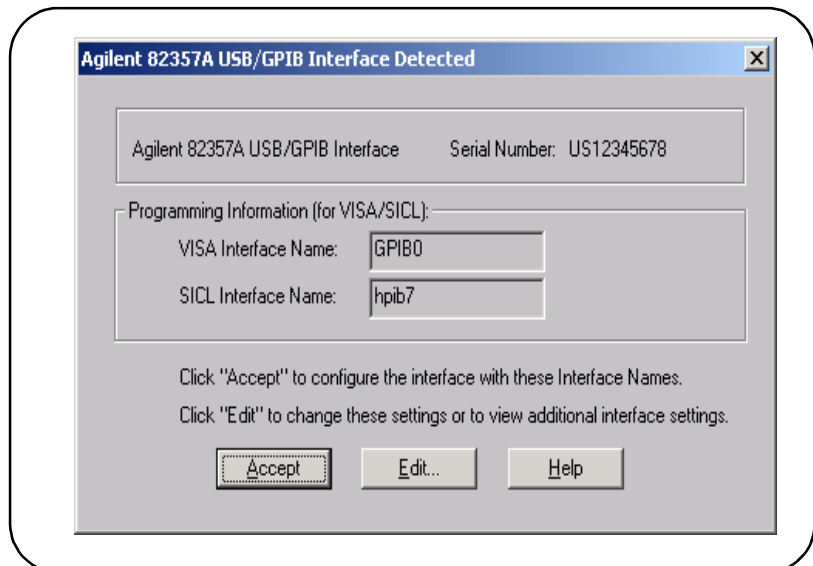 Agilent 82357A USB/GPIB Interface Detected
Agilent 82357A USB/GPIB Interface Serial Number: US12345678
Programming Information (for VISA/SICL):
VISA Interface Name: GPIB0
SICL Interface Name: hpib7
Click "Accept" to configure the interface with these Interface Names.
Click "Edit" to change these settings or to view additional interface settings.
Accept Edit... Help